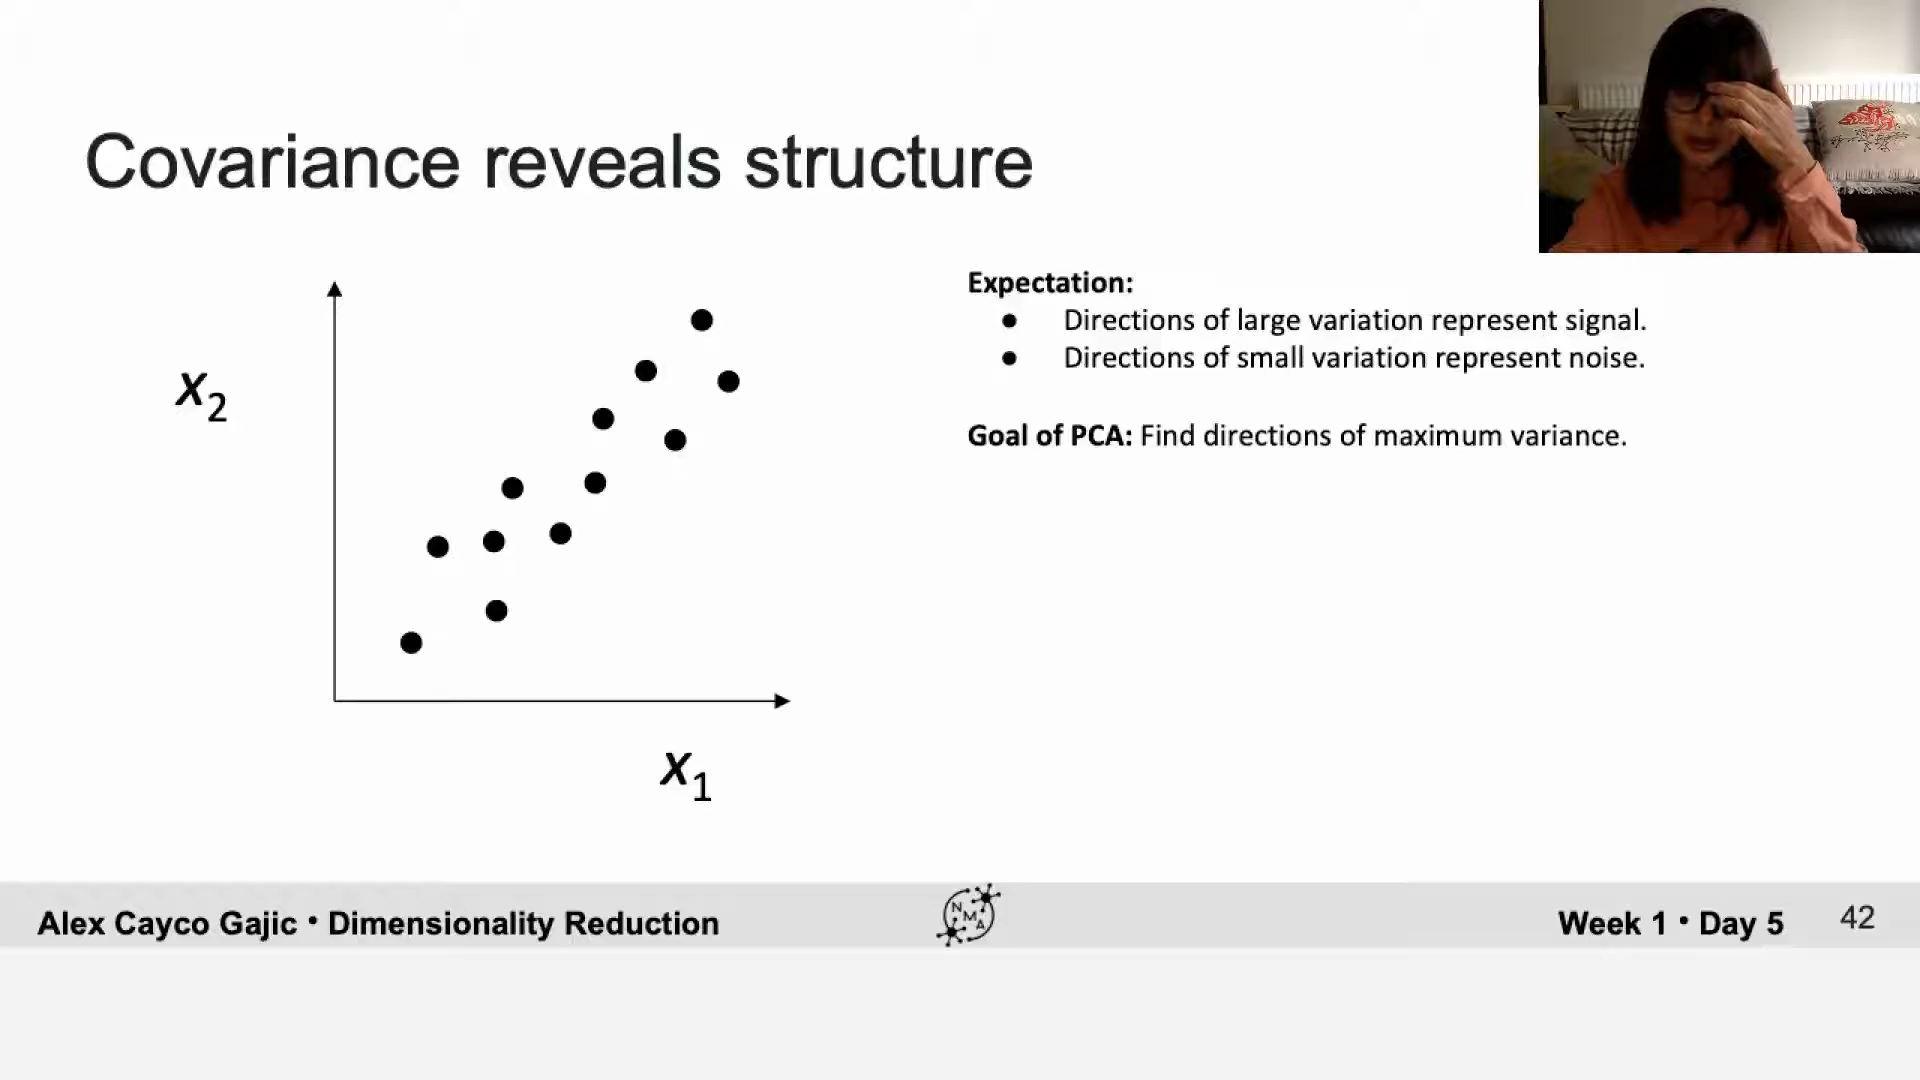 Covariance reveals structure
Expectation:
● Directions of large variation represent signal.
● Directions of small variation represent noise.
Goal of PCA: Find directions of maximum variance.
x₂
x₁
Alex Cayco Gajic • Dimensionality Reduction
N
M
A
Week 1 • Day 5
42